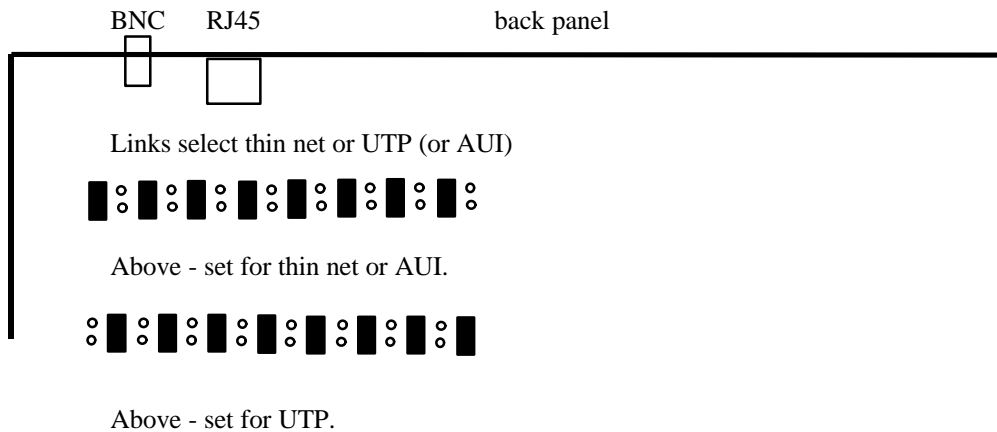 BNC RJ45 back panel
Links select thin net or UTP (or AUI)
Above - set for thin net or AUI.
Above - set for UTP.